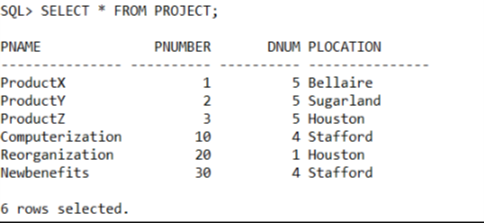 SQL> SELECT * FROM PROJECT;
PNAME PNUMBER DNUM PLOCATION
--------------- ---------- ---------- ---------------
ProductX 1 5 Bellaire
ProductY 2 5 Sugarland
ProductZ 3 5 Houston
Computerization 10 4 Stafford
Reorganization 20 1 Houston
Newbenefits 30 4 Stafford
6 rows selected.